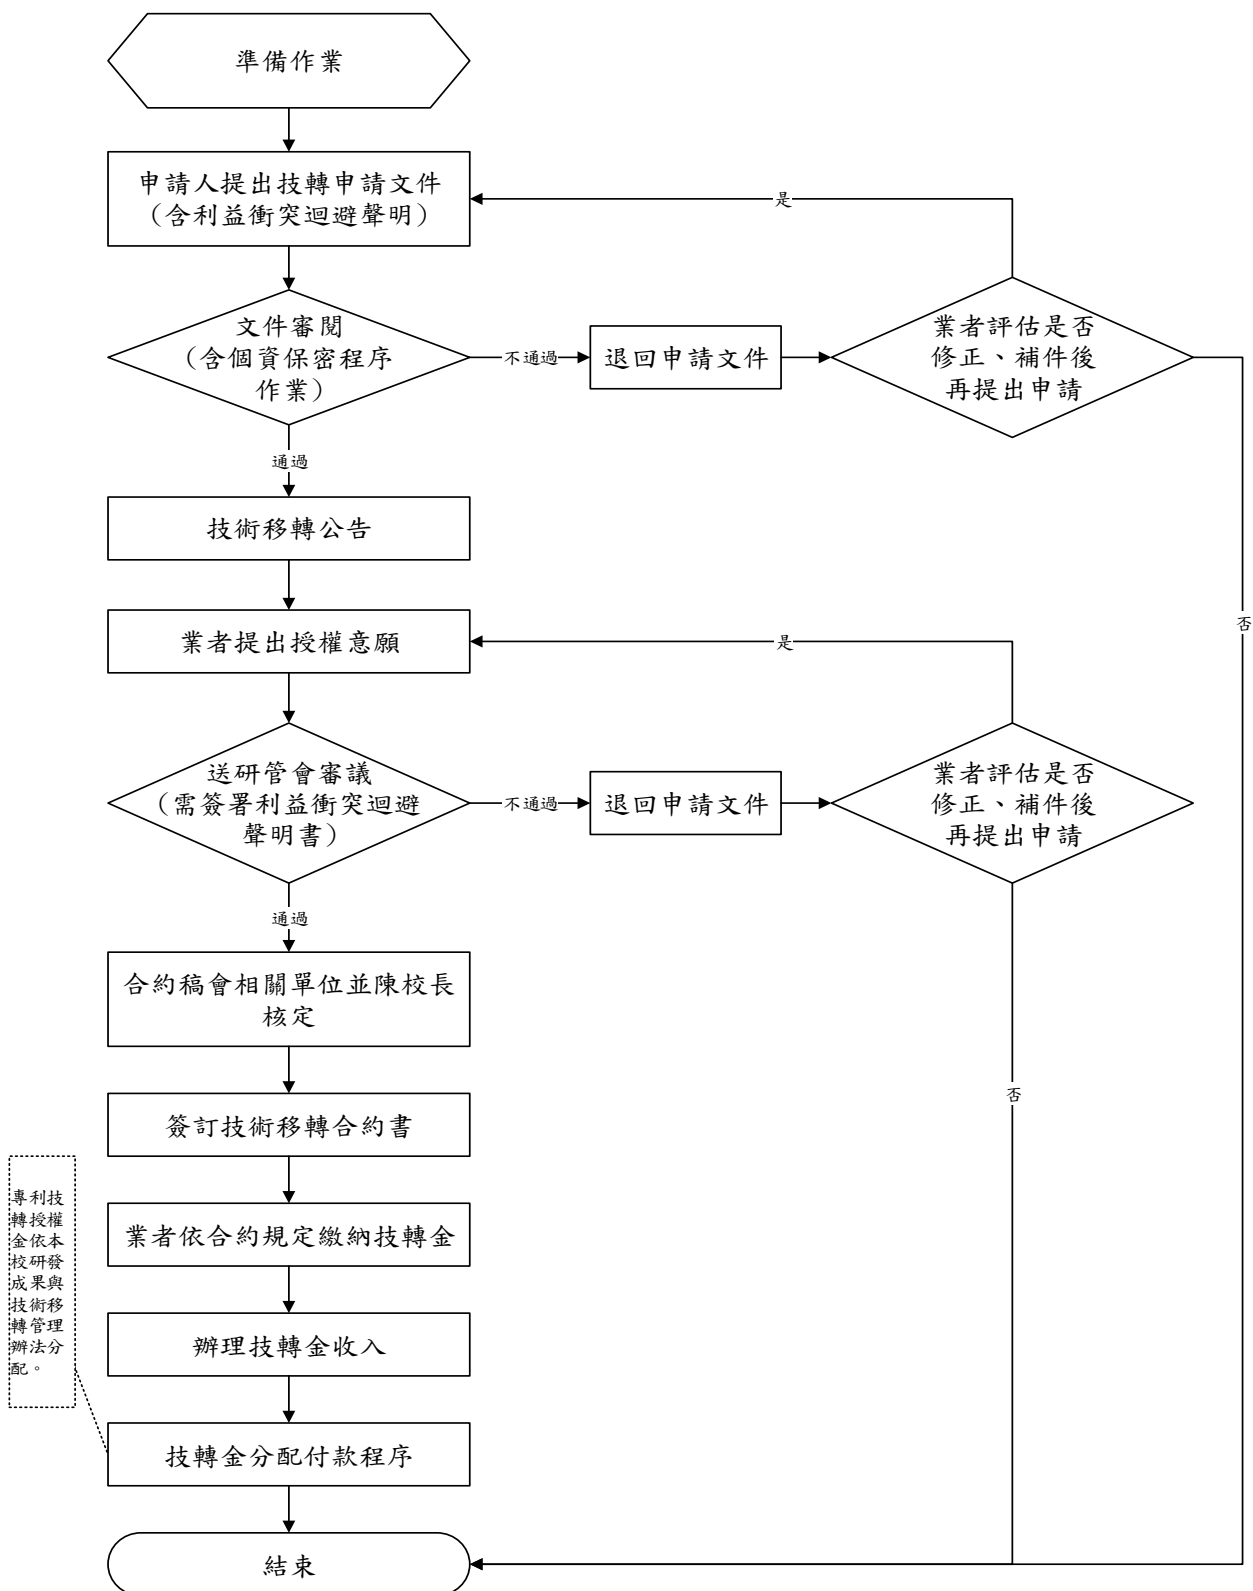 準備作業
申請人提出技轉申請文件
（含利益衝突迴避聲明）
是
文件審閱
（含個資保密程序
作業）
不通過
退回申請文件
業者評估是否
修正、補件後
再提出申請
通過
技術移轉公告
否
業者提出授權意願
是
送研管會審議
（需簽署利益衝突迴避
聲明書）
不通過
退回申請文件
業者評估是否
修正、補件後
再提出申請
通過
合約稿會相關單位並陳校長
核定
否
簽訂技術移轉合約書
專利技
轉授權
金依本
校研發
成果與
技術移
轉管理
辦法分
配。
業者依合約規定繳納技轉金
辦理技轉金收入
技轉金分配付款程序
結束